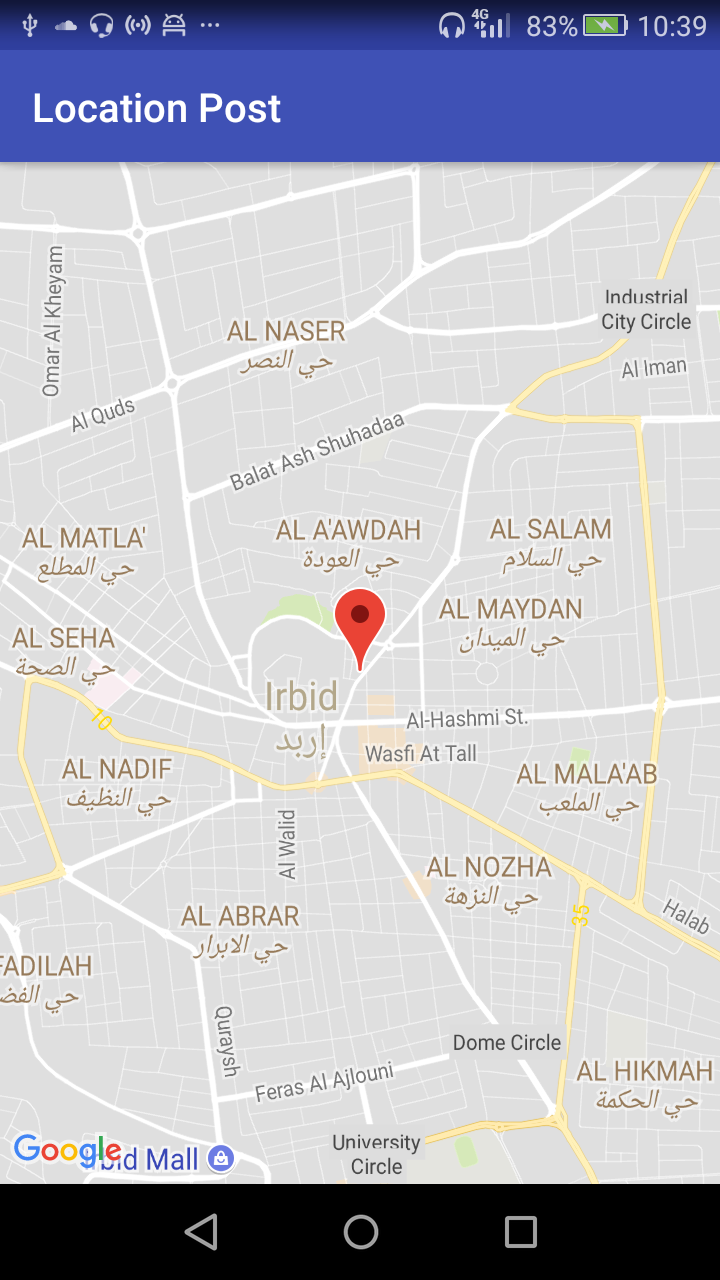 4G 83% 10:39
Location Post
Omar Al Kheyam
Industrial
City Circle
AL NASER
حي النصر
Al Iman
Al Quds
Balat Ash Shuhadaa
AL MATLA'
حي المطلع
AL A'AWDAH
حي العودة
AL SALAM
حي السلام
AL MAYDAN
حي الميدان
AL SEHA
حي الصحة
Irbid
إربد
10
Al-Hashmi St.
Wasfi At Tall
AL NADIF
حي النظيف
AL MALA'AB
حي الملعب
Al Walid
AL NOZHA
حي النزهة
35
Halab
AL ABRAR
حي الابرار
FADILAH
حي الفض
Quraysh
Dome Circle
Feras Al Ajlouni
AL HIKMAH
حي الحكمة
University
Circle
Google
Irbid Mall